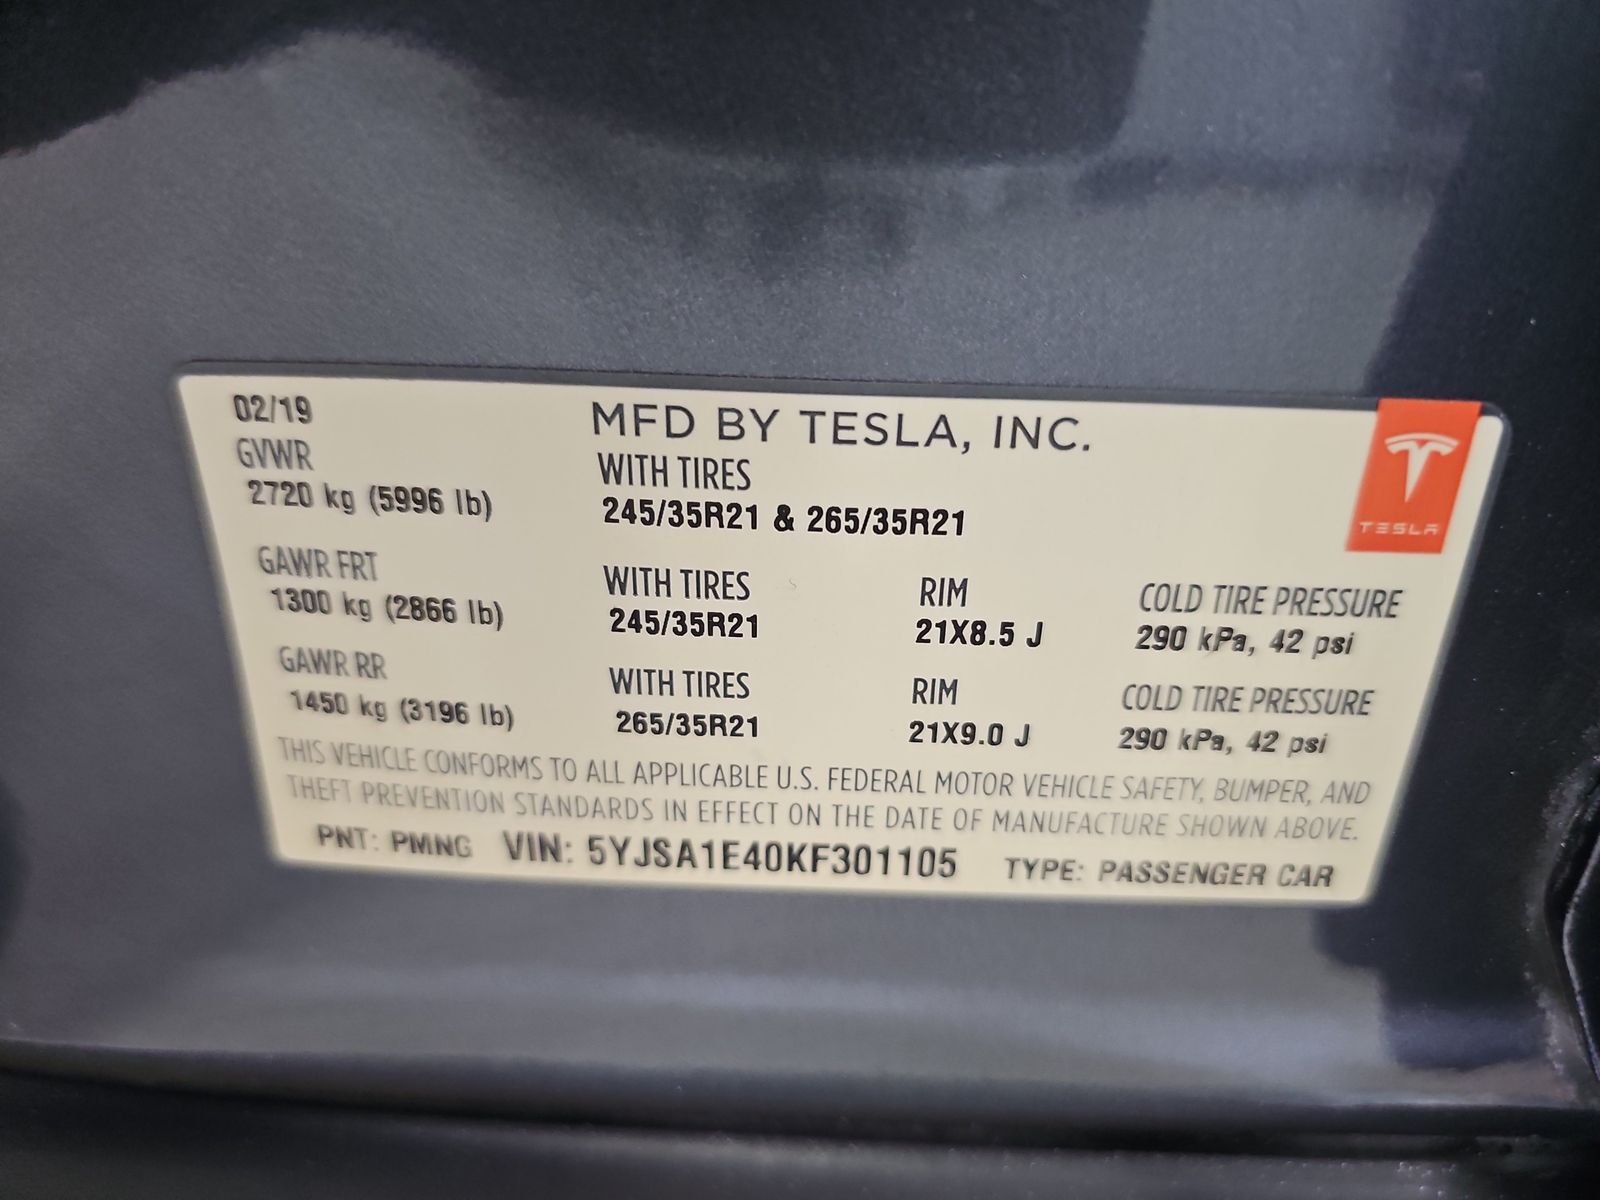 02/19 MFD BY TESLA, INC.
GVWR WITH TIRES
2720 kg (5996 lb) 245/35R21 & 265/35R21
TESLA
GAWR FRT WITH TIRES RIM COLD TIRE PRESSURE
1300 kg (2866 lb) 245/35R21 21X8.5 J 290 kPa, 42 psi
GAWR RR WITH TIRES RIM COLD TIRE PRESSURE
1450 kg (3196 lb) 265/35R21 21X9.0 J 290 kPa, 42 psi
THIS VEHICLE CONFORMS TO ALL APPLICABLE U.S. FEDERAL MOTOR VEHICLE SAFETY, BUMPER, AND
THEFT PREVENTION STANDARDS IN EFFECT ON THE DATE OF MANUFACTURE SHOWN ABOVE.
PNT: PMNG VIN: 5YJSA1E40KF301105 TYPE: PASSENGER CAR